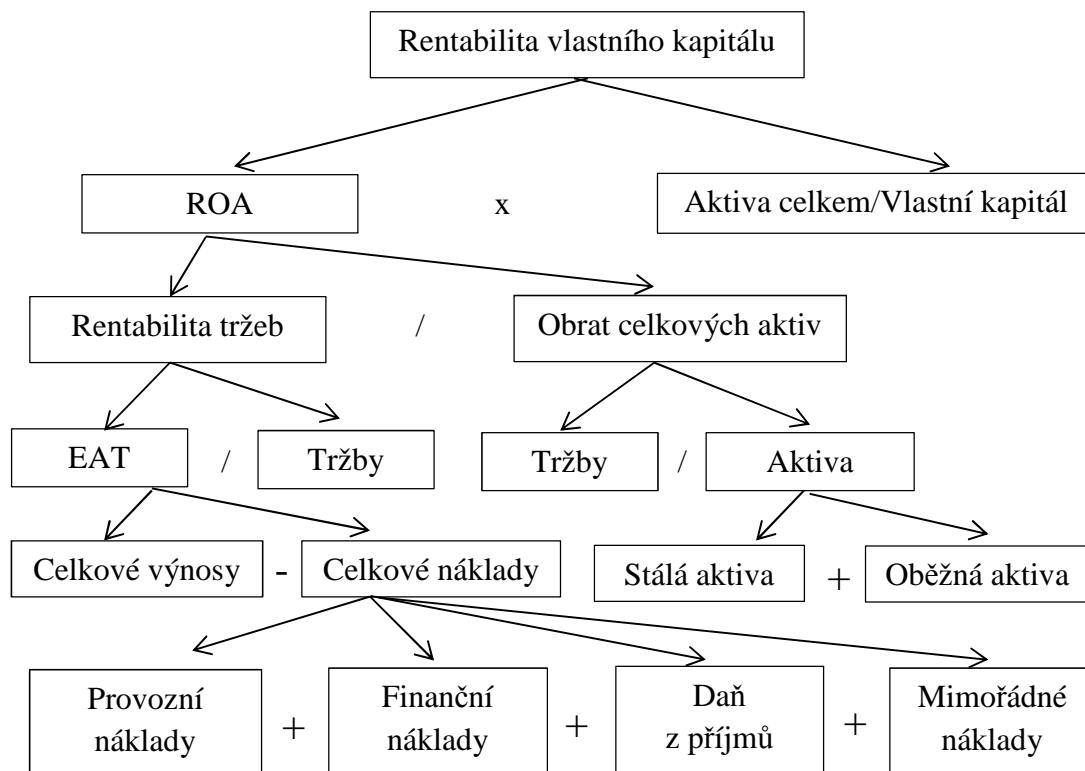 Rentabilita vlastního kapitálu
ROA x Aktiva celkem/Vlastní kapitál
Rentabilita tržeb / Obrat celkových aktiv
EAT / Tržby Tržby / Aktiva
Celkové výnosy - Celkové náklady Stálá aktiva + Oběžná aktiva
Provozní Finanční Daň Mimořádné
náklady + náklady + z příjmů + náklady